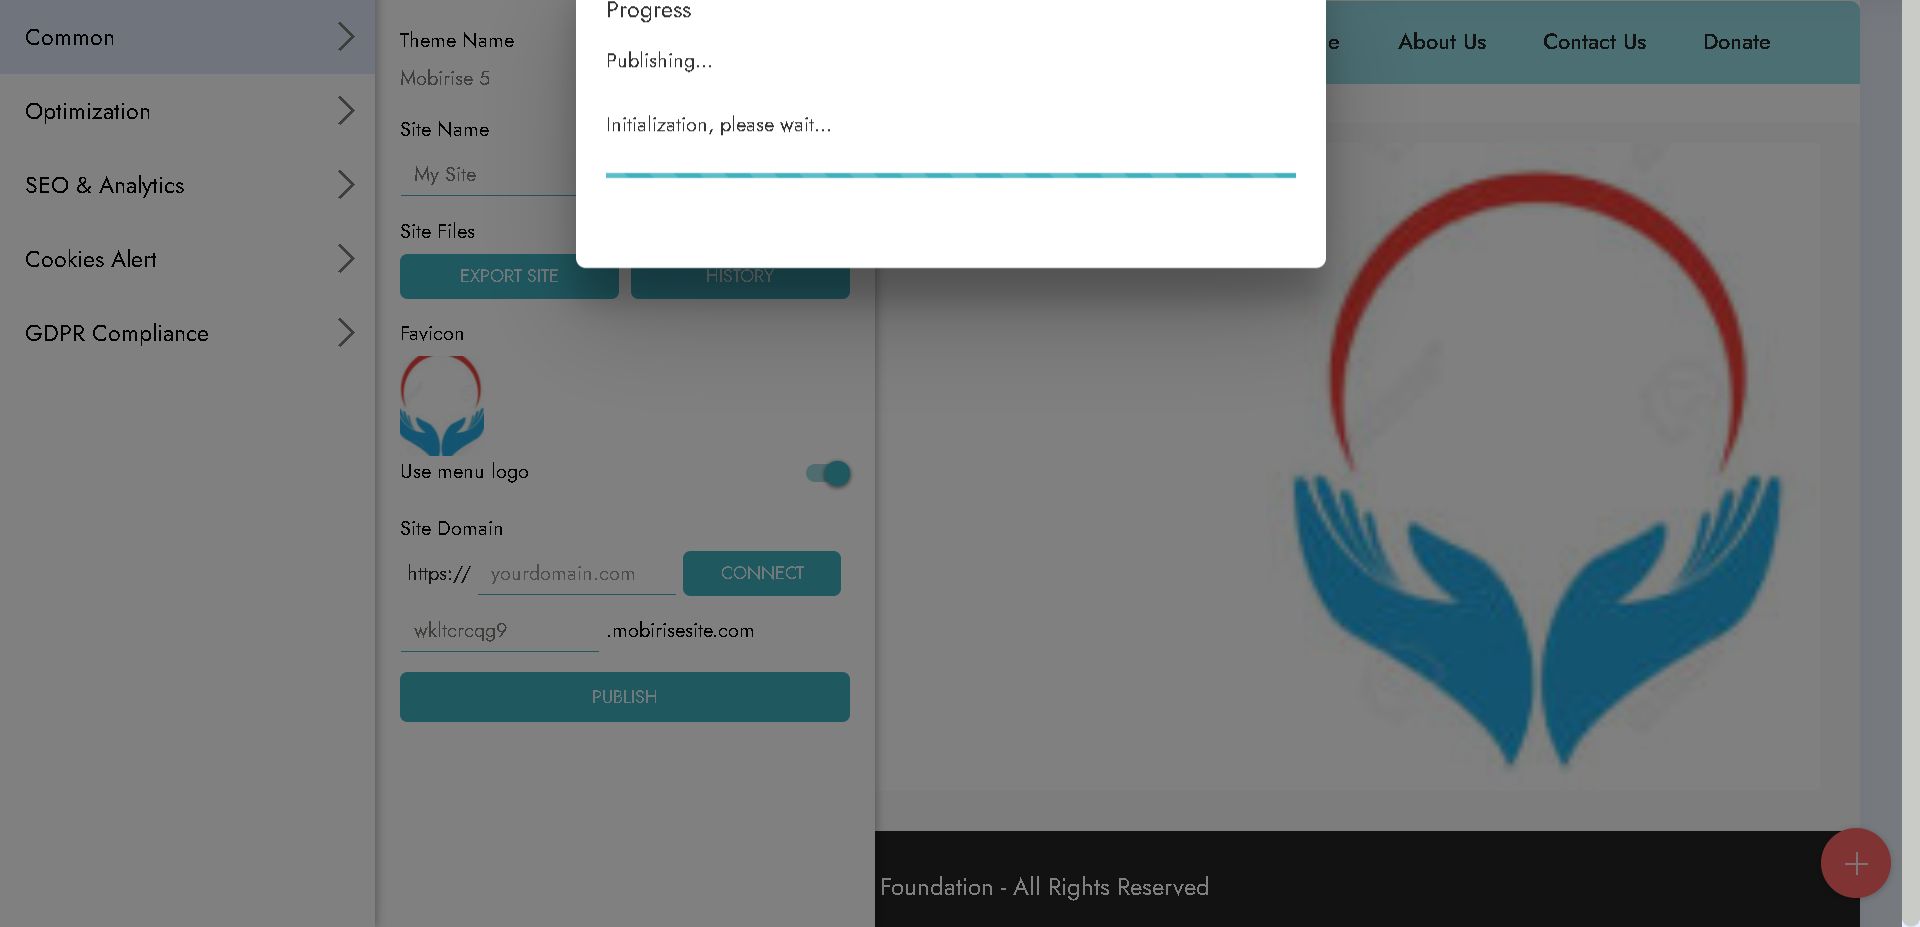 Common
Optimization
SEO & Analytics
Cookies Alert
GDPR Compliance
Theme Name
Mobirise 5
Site Name
My Site
Site Files
EXPORT SITE
HISTORY
Favicon
Use menu logo
Site Domain
https://
yourdomain.com
CONNECT
wkltcrcqg9
.mobirisesite.com
PUBLISH
Progress
Publishing...
Initialization, please wait...
About Us
Contact Us
Donate
Foundation - All Rights Reserved